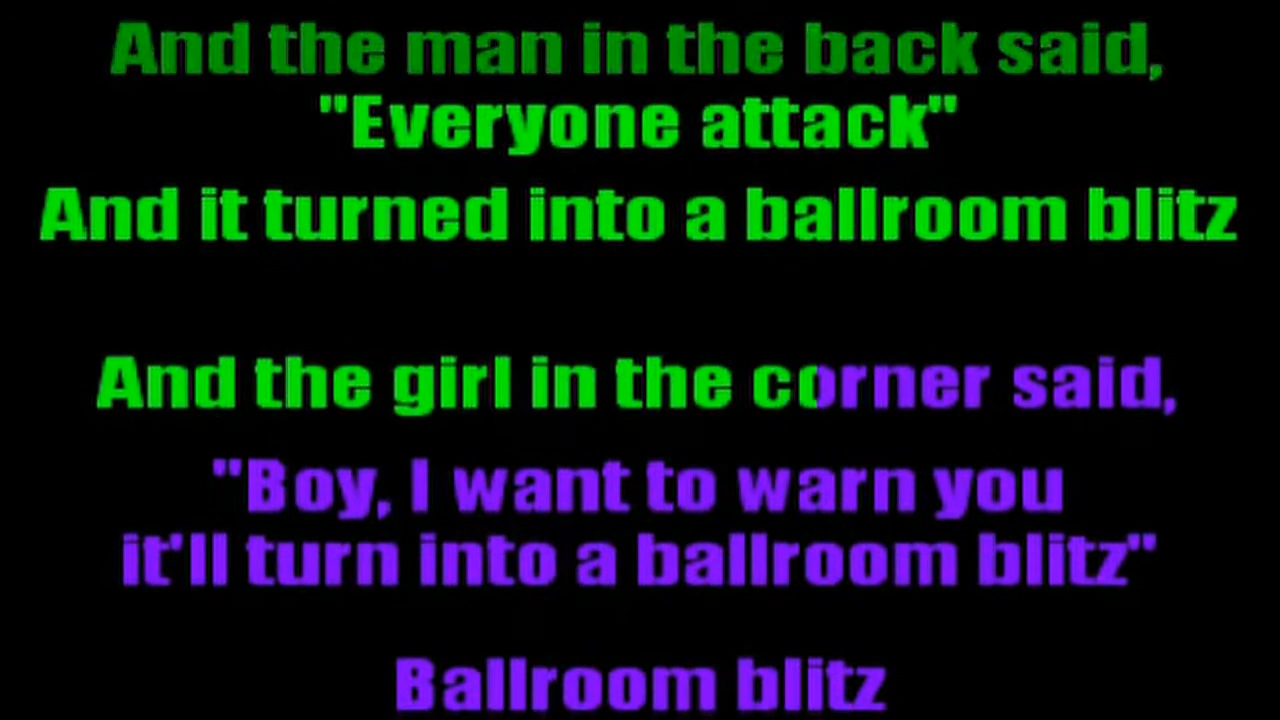 And the man in the back said,
"Everyone attack"
And it turned into a ballroom blitz
And the girl in the corner said,
"Boy, I want to warn you
it'll turn into a ballroom blitz"
Ballroom blitz